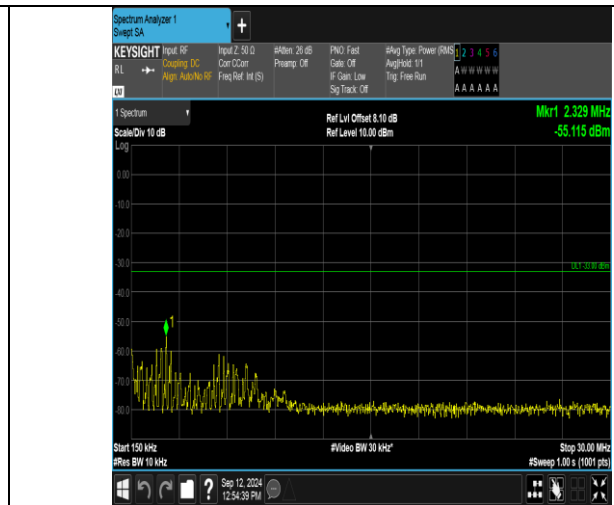 Spectrum Analyzer 1
Swept SA
+
KEYSIGHT Input: RF Input Z: 50 Ω #Atten: 26 dB PNO: Fast #Avg Type: Power (RMS 1 2 3 4 5 6
RL Coupling: DC Corr CCorr Preamp: Off Gate: Off Avg|Hold: 1/1 A W W W W W
Align: Auto/No RF Freq Ref: Int (S) IF Gain: Low Trig: Free Run
Sig Track: Off A A A A A A
1 Spectrum Ref Lvl Offset 8.10 dB Mkr1 2.329 MHz
Scale/Div 10 dB Ref Level 10.00 dBm -55.115 dBm
Log
0.00
-10.0
-20.0
-30.0
DL1 -33.00 dBm
-40.0
-50.0
1
-60.0
-70.0
-80.0
Start 150 kHz #Video BW 30 kHz* Stop 30.00 MHz
#Res BW 10 kHz #Sweep 1.00 s (1001 pts)
? Sep 12, 2024
12:54:39 PM